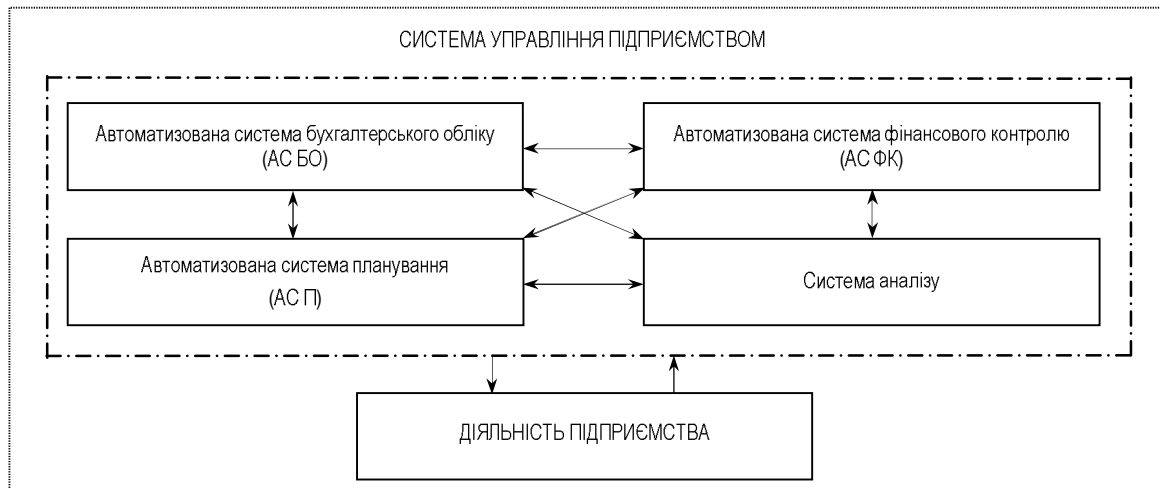 СИСТЕМА УПРАВЛІННЯ ПІДПРИЄМСТВОМ
Автоматизована система бухгалтерського обліку
(АС БО)
Автоматизована система фінансового контролю
(АС ФК)
Автоматизована система планування
(АС П)
Система аналізу
ДІЯЛЬНІСТЬ ПІДПРИЄМСТВА